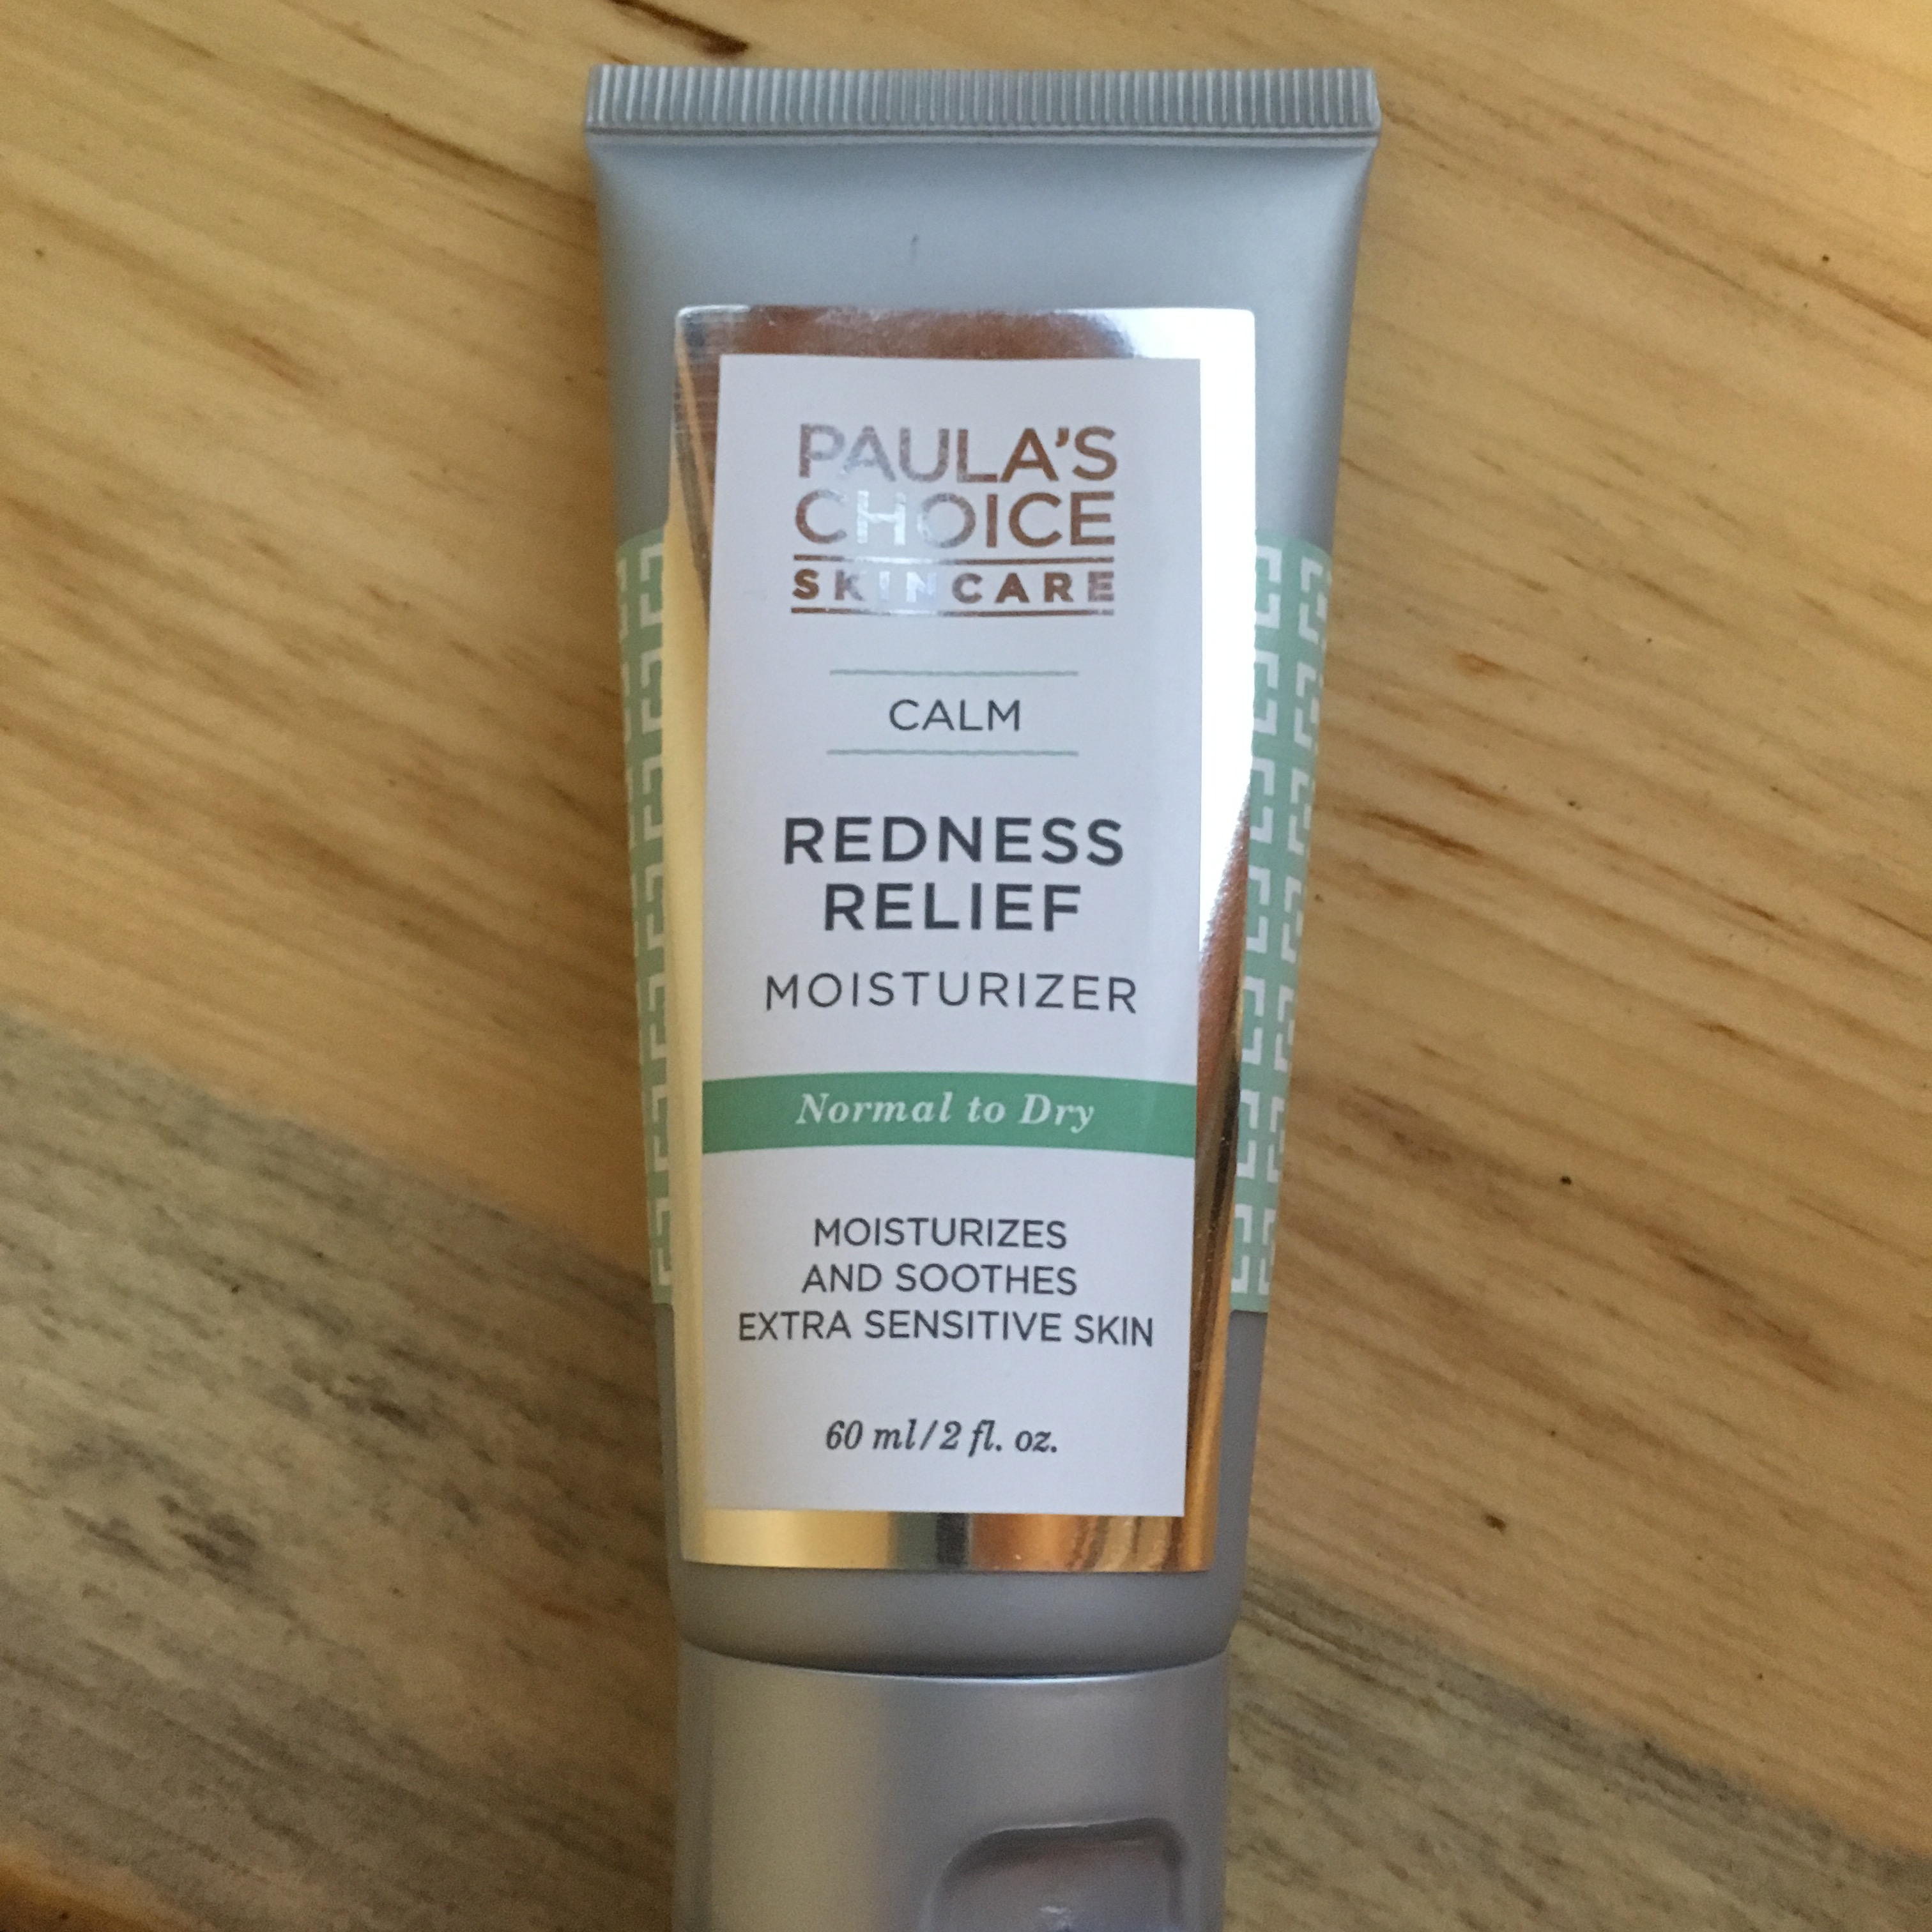 PAULA'S
CHOICE
SKINCARE
CALM
REDNESS
RELIEF
MOISTURIZER
Normal to Dry
MOISTURIZES
AND SOOTHES
EXTRA SENSITIVE SKIN
60 ml/2 fl. oz.